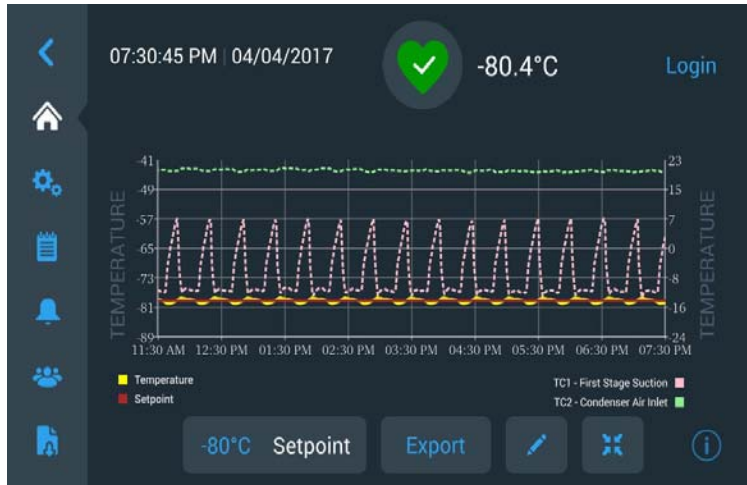 07:30:45 PM | 04/04/2017
-80.4°C
Login
-41
-49
-57
-65
-73
-81
-89
TEMPERATURE
23
15
7
0
-8
-16
-24
TEMPERATURE
11:30 AM 12:30 PM 01:30 PM 02:30 PM 03:30 PM 04:30 PM 05:30 PM 06:30 PM 07:30 PM
Temperature
Setpoint
TC1 - First Stage Suction
TC2 - Condenser Air Inlet
-80°C Setpoint
Export
i